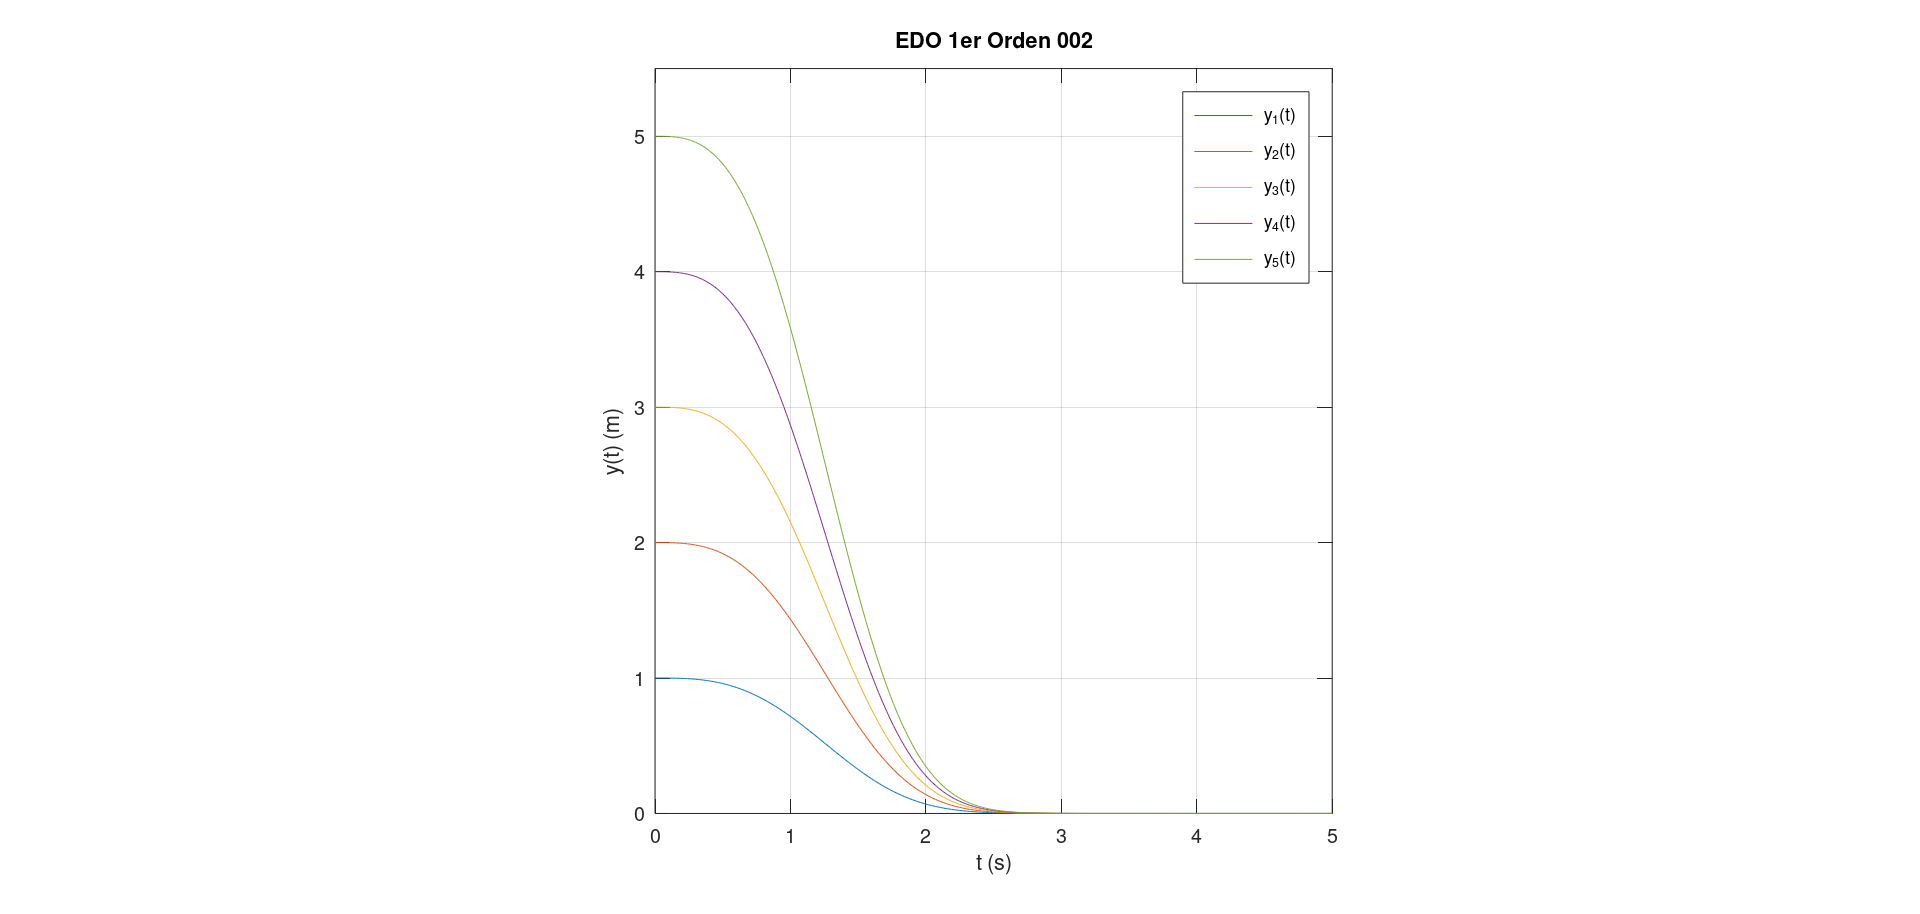 EDO 1er Orden 002
y₁(t)
y₂(t)
y₃(t)
y₄(t)
y₅(t)
5
4
3
2
1
0
y(t) (m)
0 1 2 3 4 5
t (s)